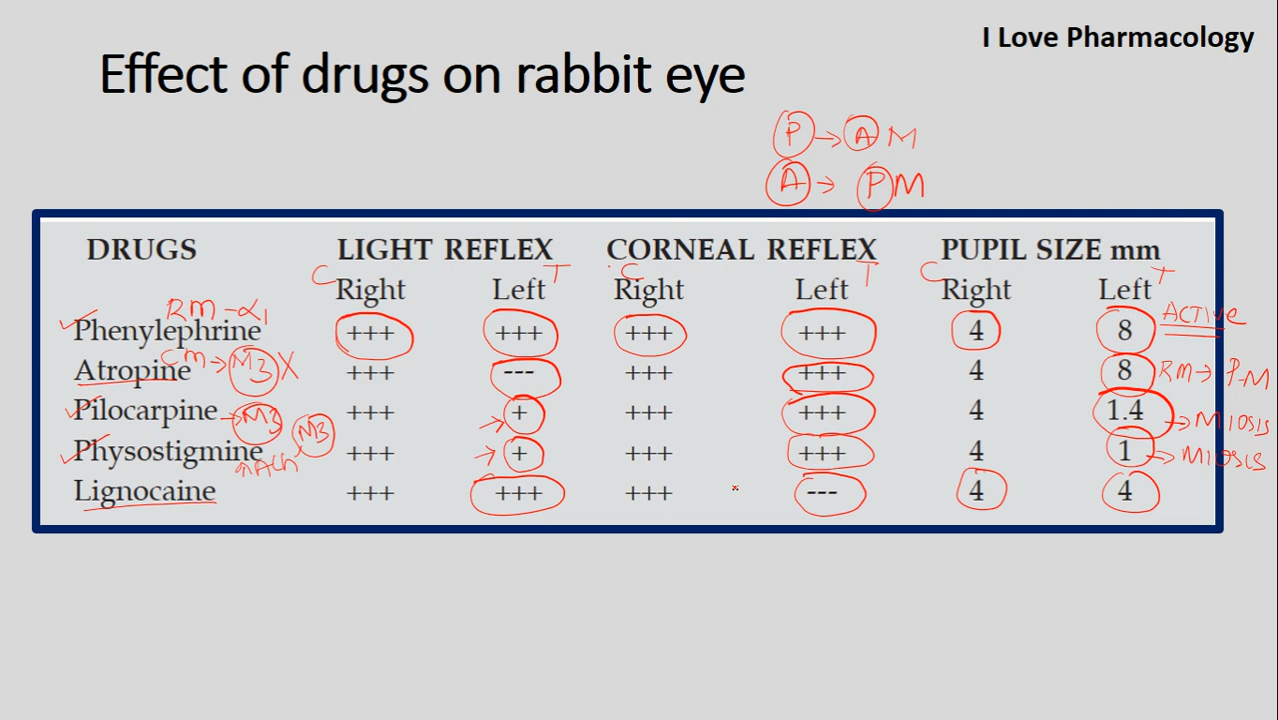 I Love Pharmacology
Effect of drugs on rabbit eye
P → A M
A → P M
DRUGS LIGHT REFLEX CORNEAL REFLEX PUPIL SIZE mm
C T C T C T
Right Left Right Left Right Left
RM - α1
Phenylephrine +++ +++ +++ +++ 4 8 ACTIVE
CM → M3 X
Atropine +++ --- +++ +++ 4 8 RM → P.M
Pilocarpine → M3 +++ + +++ +++ 4 1.4 → MIOSIS
M3
Physostigmine +++ + +++ +++ 4 1 → MIOSIS
↑ACh
Lignocaine +++ +++ +++ --- 4 4